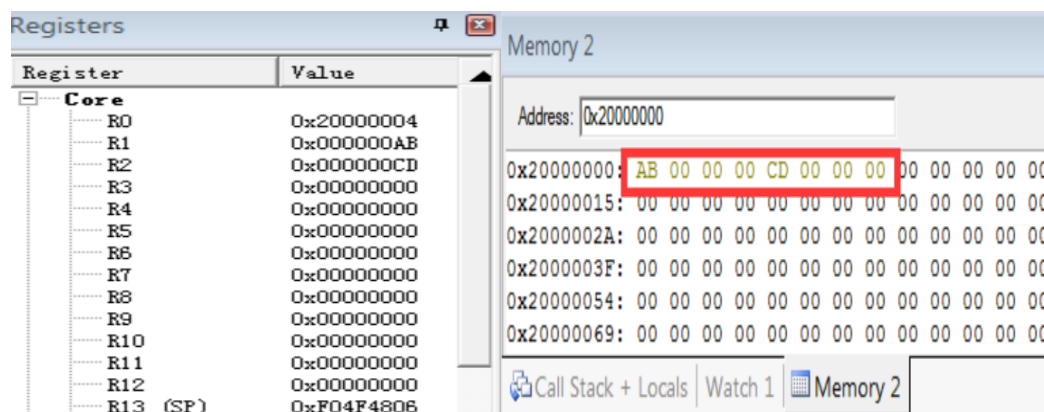 Registers
Register Value
Core
R0 0x20000004
R1 0x000000AB
R2 0x000000CD
R3 0x00000000
R4 0x00000000
R5 0x00000000
R6 0x00000000
R7 0x00000000
R8 0x00000000
R9 0x00000000
R10 0x00000000
R11 0x00000000
R12 0x00000000
R13 (SP) 0xF04F4806
Memory 2
Address: 0x20000000
0x20000000: AB 00 00 00 CD 00 00 00 00 00 00 00 00
0x20000015: 00 00 00 00 00 00 00 00 00 00 00 00 00
0x2000002A: 00 00 00 00 00 00 00 00 00 00 00 00 00
0x2000003F: 00 00 00 00 00 00 00 00 00 00 00 00 00
0x20000054: 00 00 00 00 00 00 00 00 00 00 00 00 00
0x20000069: 00 00 00 00 00 00 00 00 00 00 00 00 00
Call Stack + Locals Watch 1 Memory 2